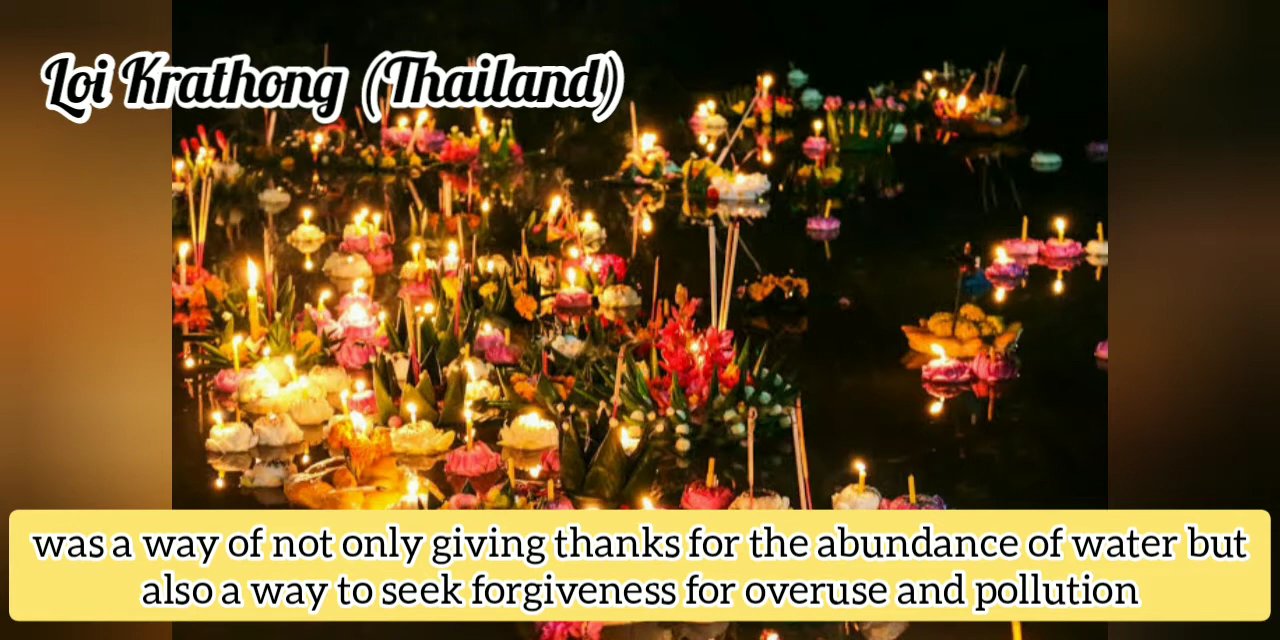 Loi Krathong (Thailand)
was a way of not only giving thanks for the abundance of water but
also a way to seek forgiveness for overuse and pollution